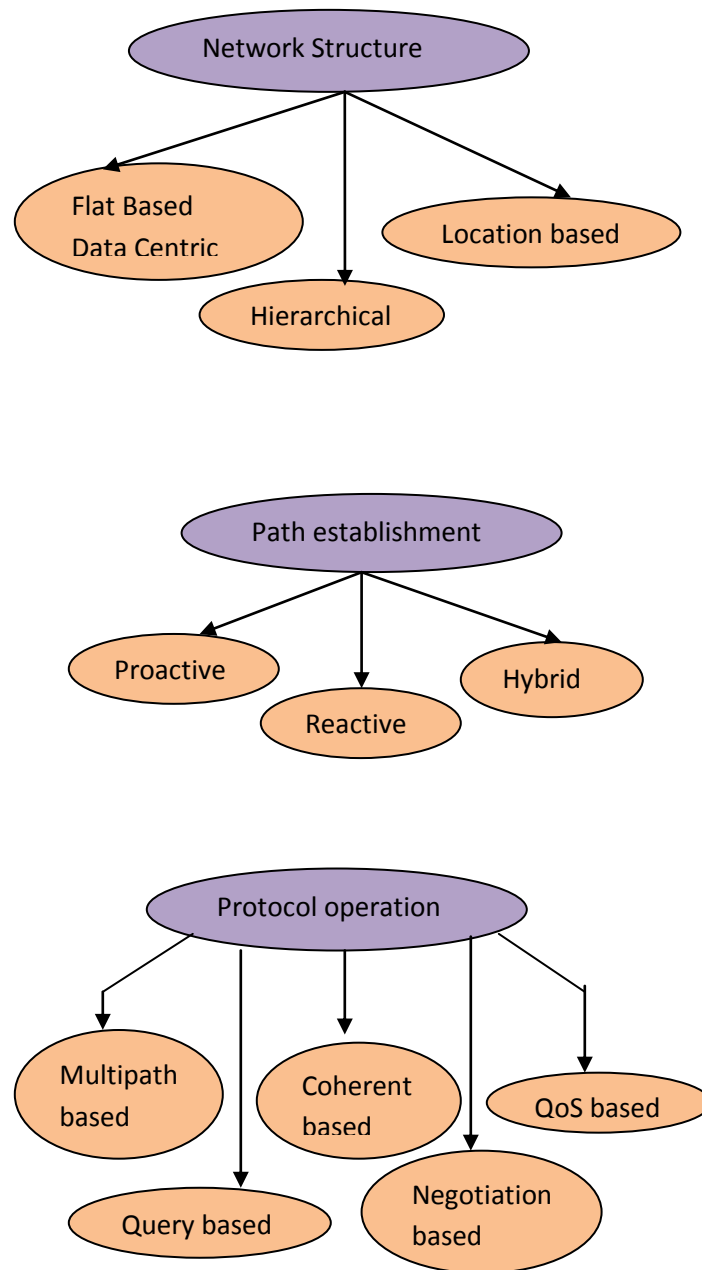 Network Structure
Flat Based
Data Centric
Location based
Hierarchical
Path establishment
Proactive
Hybrid
Reactive
Protocol operation
Multipath
based
Coherent
based
QoS based
Query based
Negotiation
based